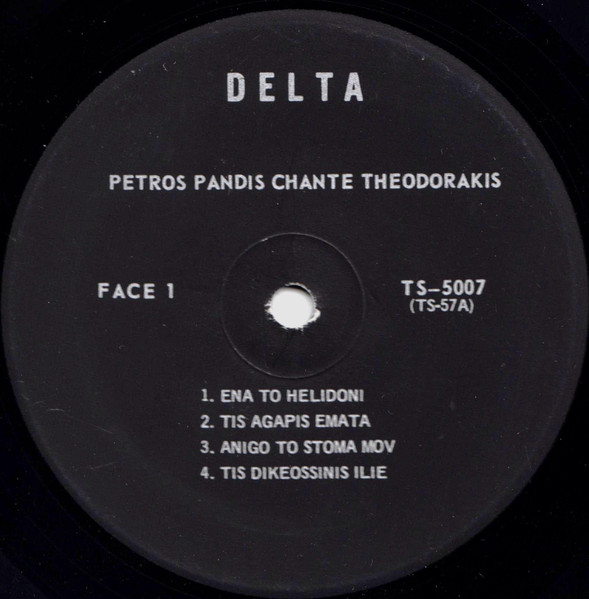 DELTA
PETROS PANDIS CHANTE THEODORAKIS
FACE 1
TS-5007
(TS-57A)
1. ENA TO HELIDONI
2. TIS AGAPIS EMATA
3. ANIGO TO STOMA MOV
4. TIS DIKEOSSINIS ILIE